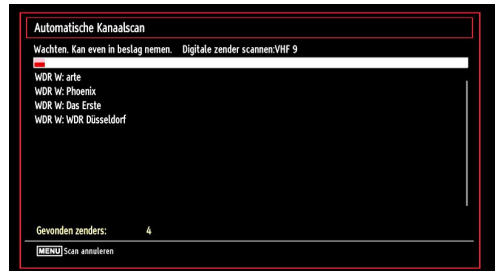 Automatische Kanaalscan
Wachten. Kan even in beslag nemen. Digitale zender scannen:VHF 9
WDR W: arte
WDR W: Phoenix
WDR W: Das Erste
WDR W: WDR Düsseldorf
Gevonden zenders: 4
MENU Scan annuleren